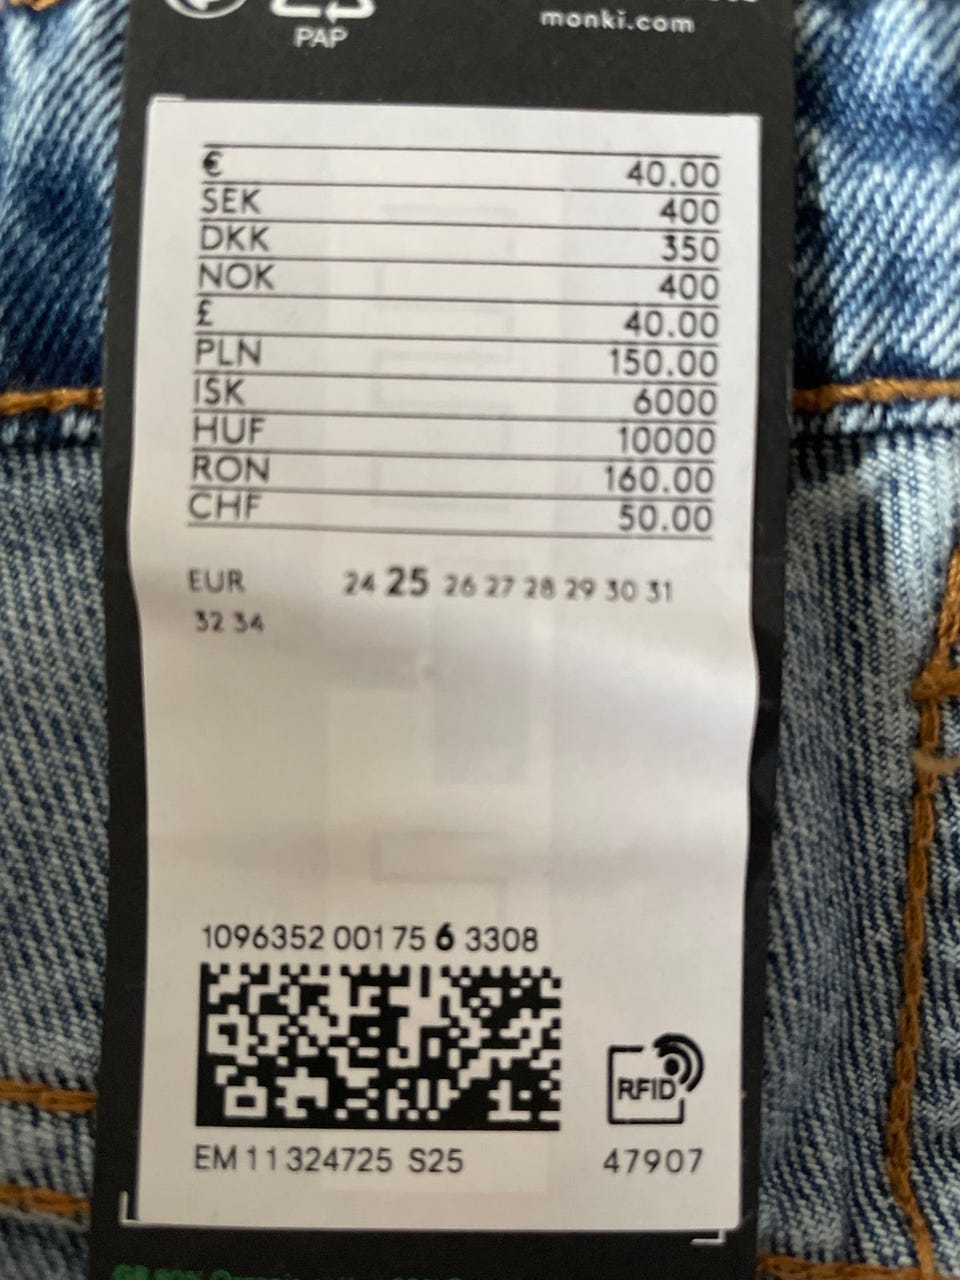 PAP
monki.com
€ 40.00
SEK 400
DKK 350
NOK 400
£ 40.00
PLN 150.00
ISK 6000
HUF 10000
RON 160.00
CHF 50.00
EUR 24 25 26 27 28 29 30 31
32 34
1096352 001 75 6 3308
RFID
EM 11 324725 S25
47907